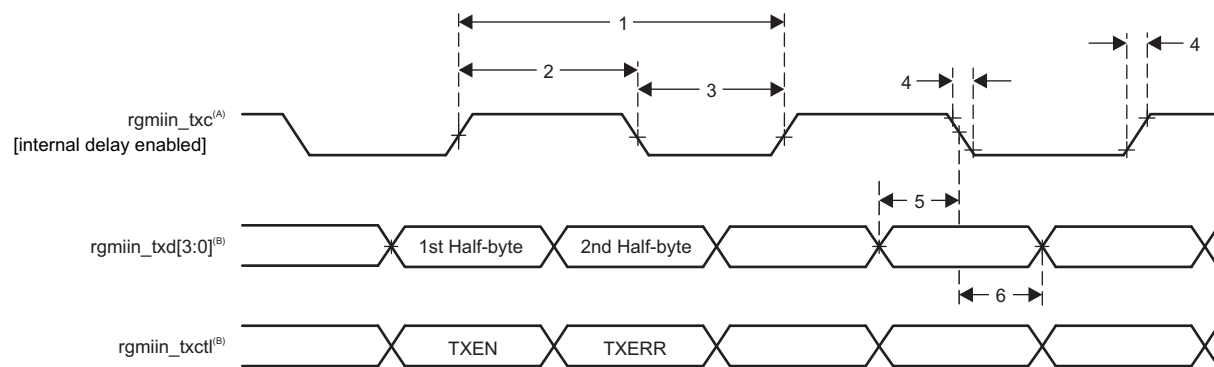 1
4
2
4
3
rgmiin_txc(A)
[internal delay enabled]
5
rgmiin_txd[3:0](B)
1st Half-byte
2nd Half-byte
6
rgmiin_txctl(B)
TXEN
TXERR